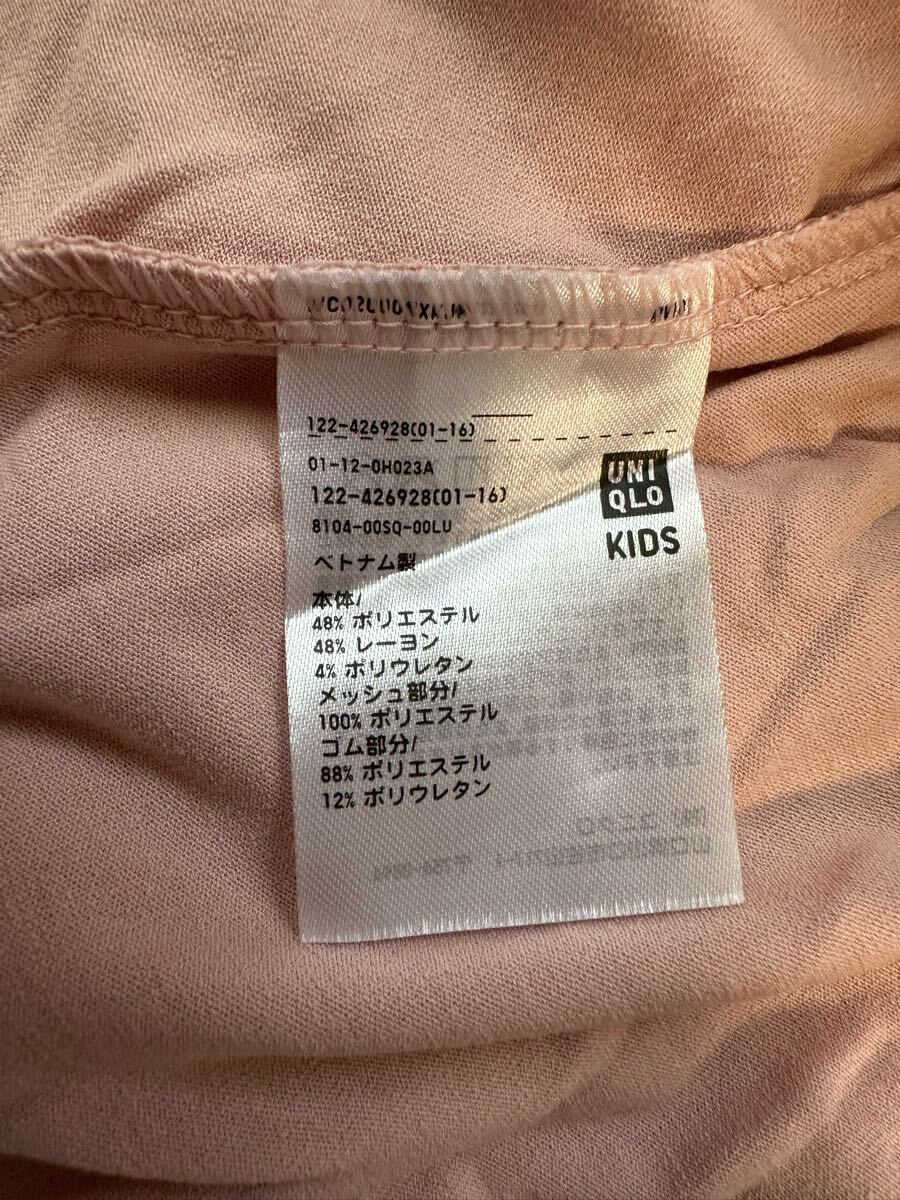 122-426928(01-16)
01-12-0H023A
122-426928(01-16)
8104-00SQ-00LU
UNI
QLO
KIDS
ベトナム製
本体/
48% ポリエステル
48% レーヨン
4% ポリウレタン
メッシュ部分/
100% ポリエステル
ゴム部分/
88% ポリエステル
12% ポリウレタン